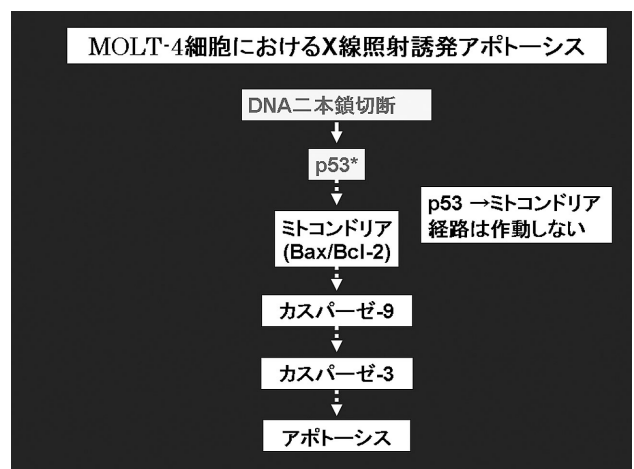 MOLT-4細胞におけるX線照射誘発アポトーシス
DNA二本鎖切断
p53*
p53 →ミトコンドリア
経路は作動しない
ミトコンドリア
(Bax/Bcl-2)
カスパーゼ-9
カスパーゼ-3
アポトーシス